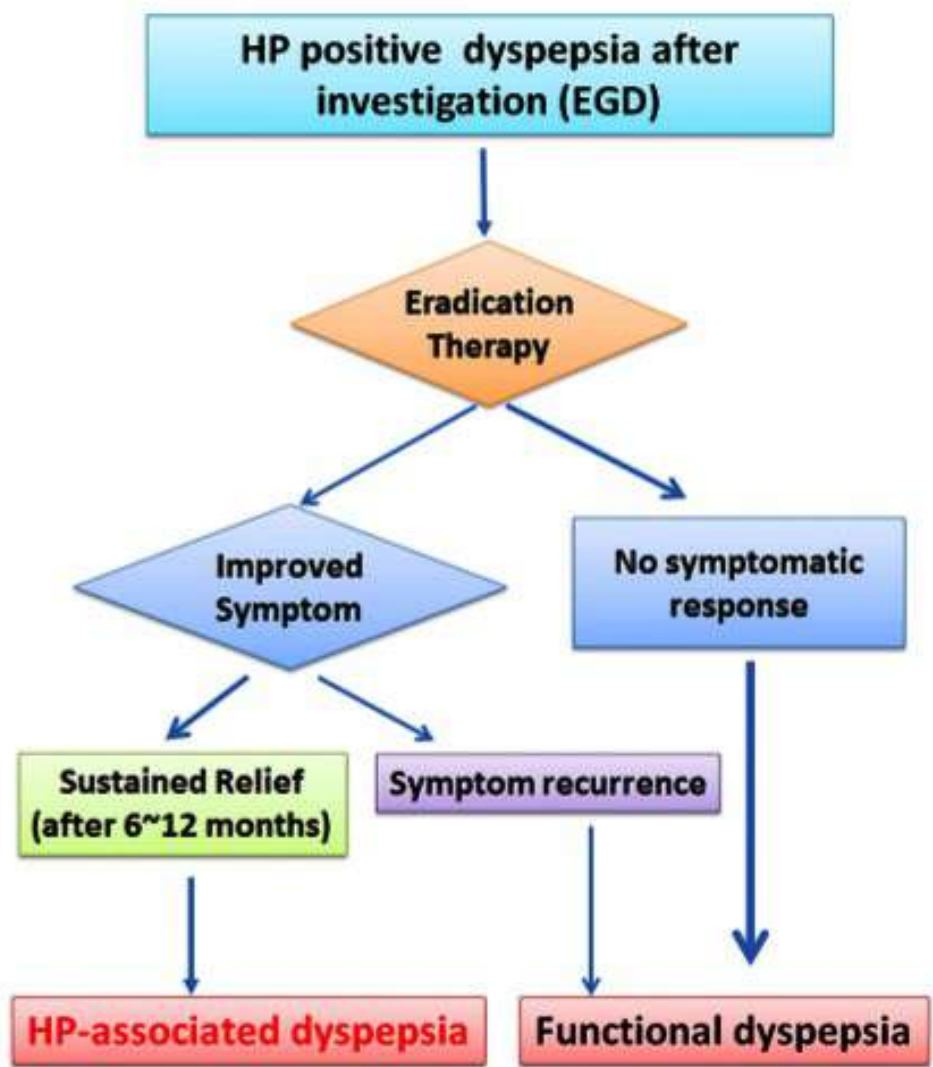 HP positive dyspepsia after
investigation (EGD)
Eradication
Therapy
Improved
Symptom
No symptomatic
response
Sustained Relief
(after 6~12 months)
Symptom recurrence
HP-associated dyspepsia
Functional dyspepsia